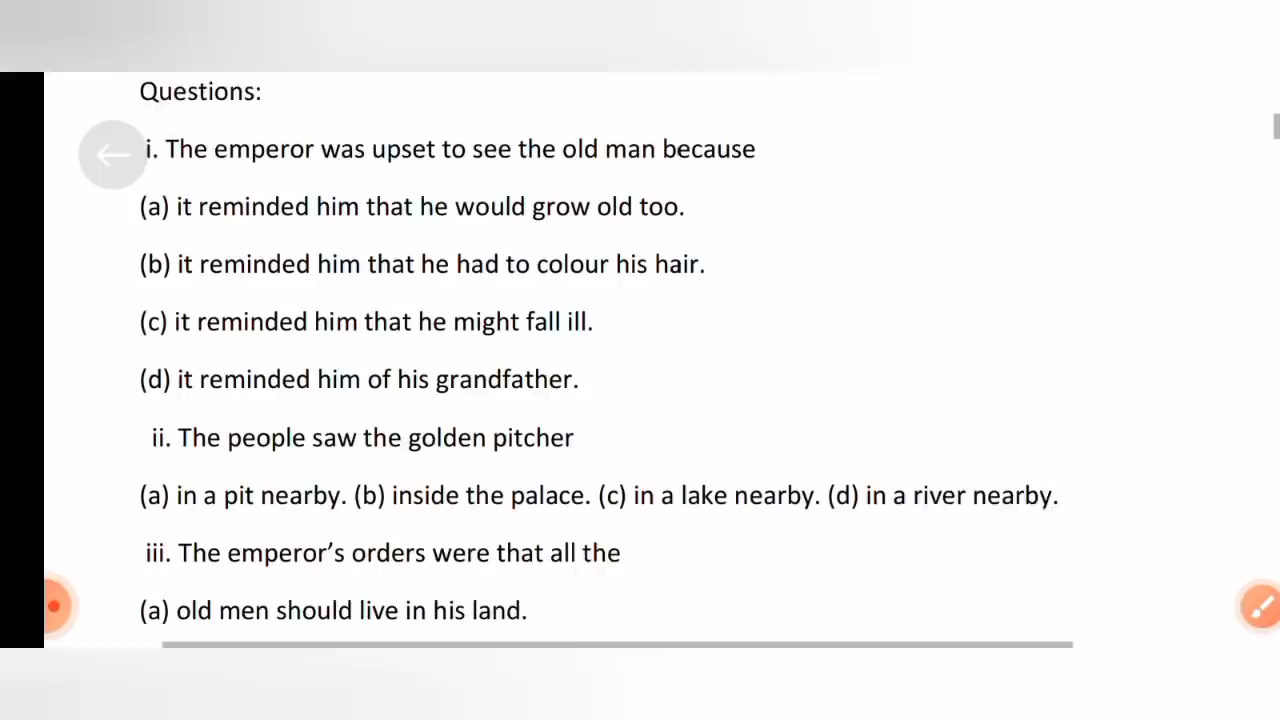 Questions:
i. The emperor was upset to see the old man because
(a) it reminded him that he would grow old too.
(b) it reminded him that he had to colour his hair.
(c) it reminded him that he might fall ill.
(d) it reminded him of his grandfather.
ii. The people saw the golden pitcher
(a) in a pit nearby. (b) inside the palace. (c) in a lake nearby. (d) in a river nearby.
iii. The emperor’s orders were that all the
(a) old men should live in his land.